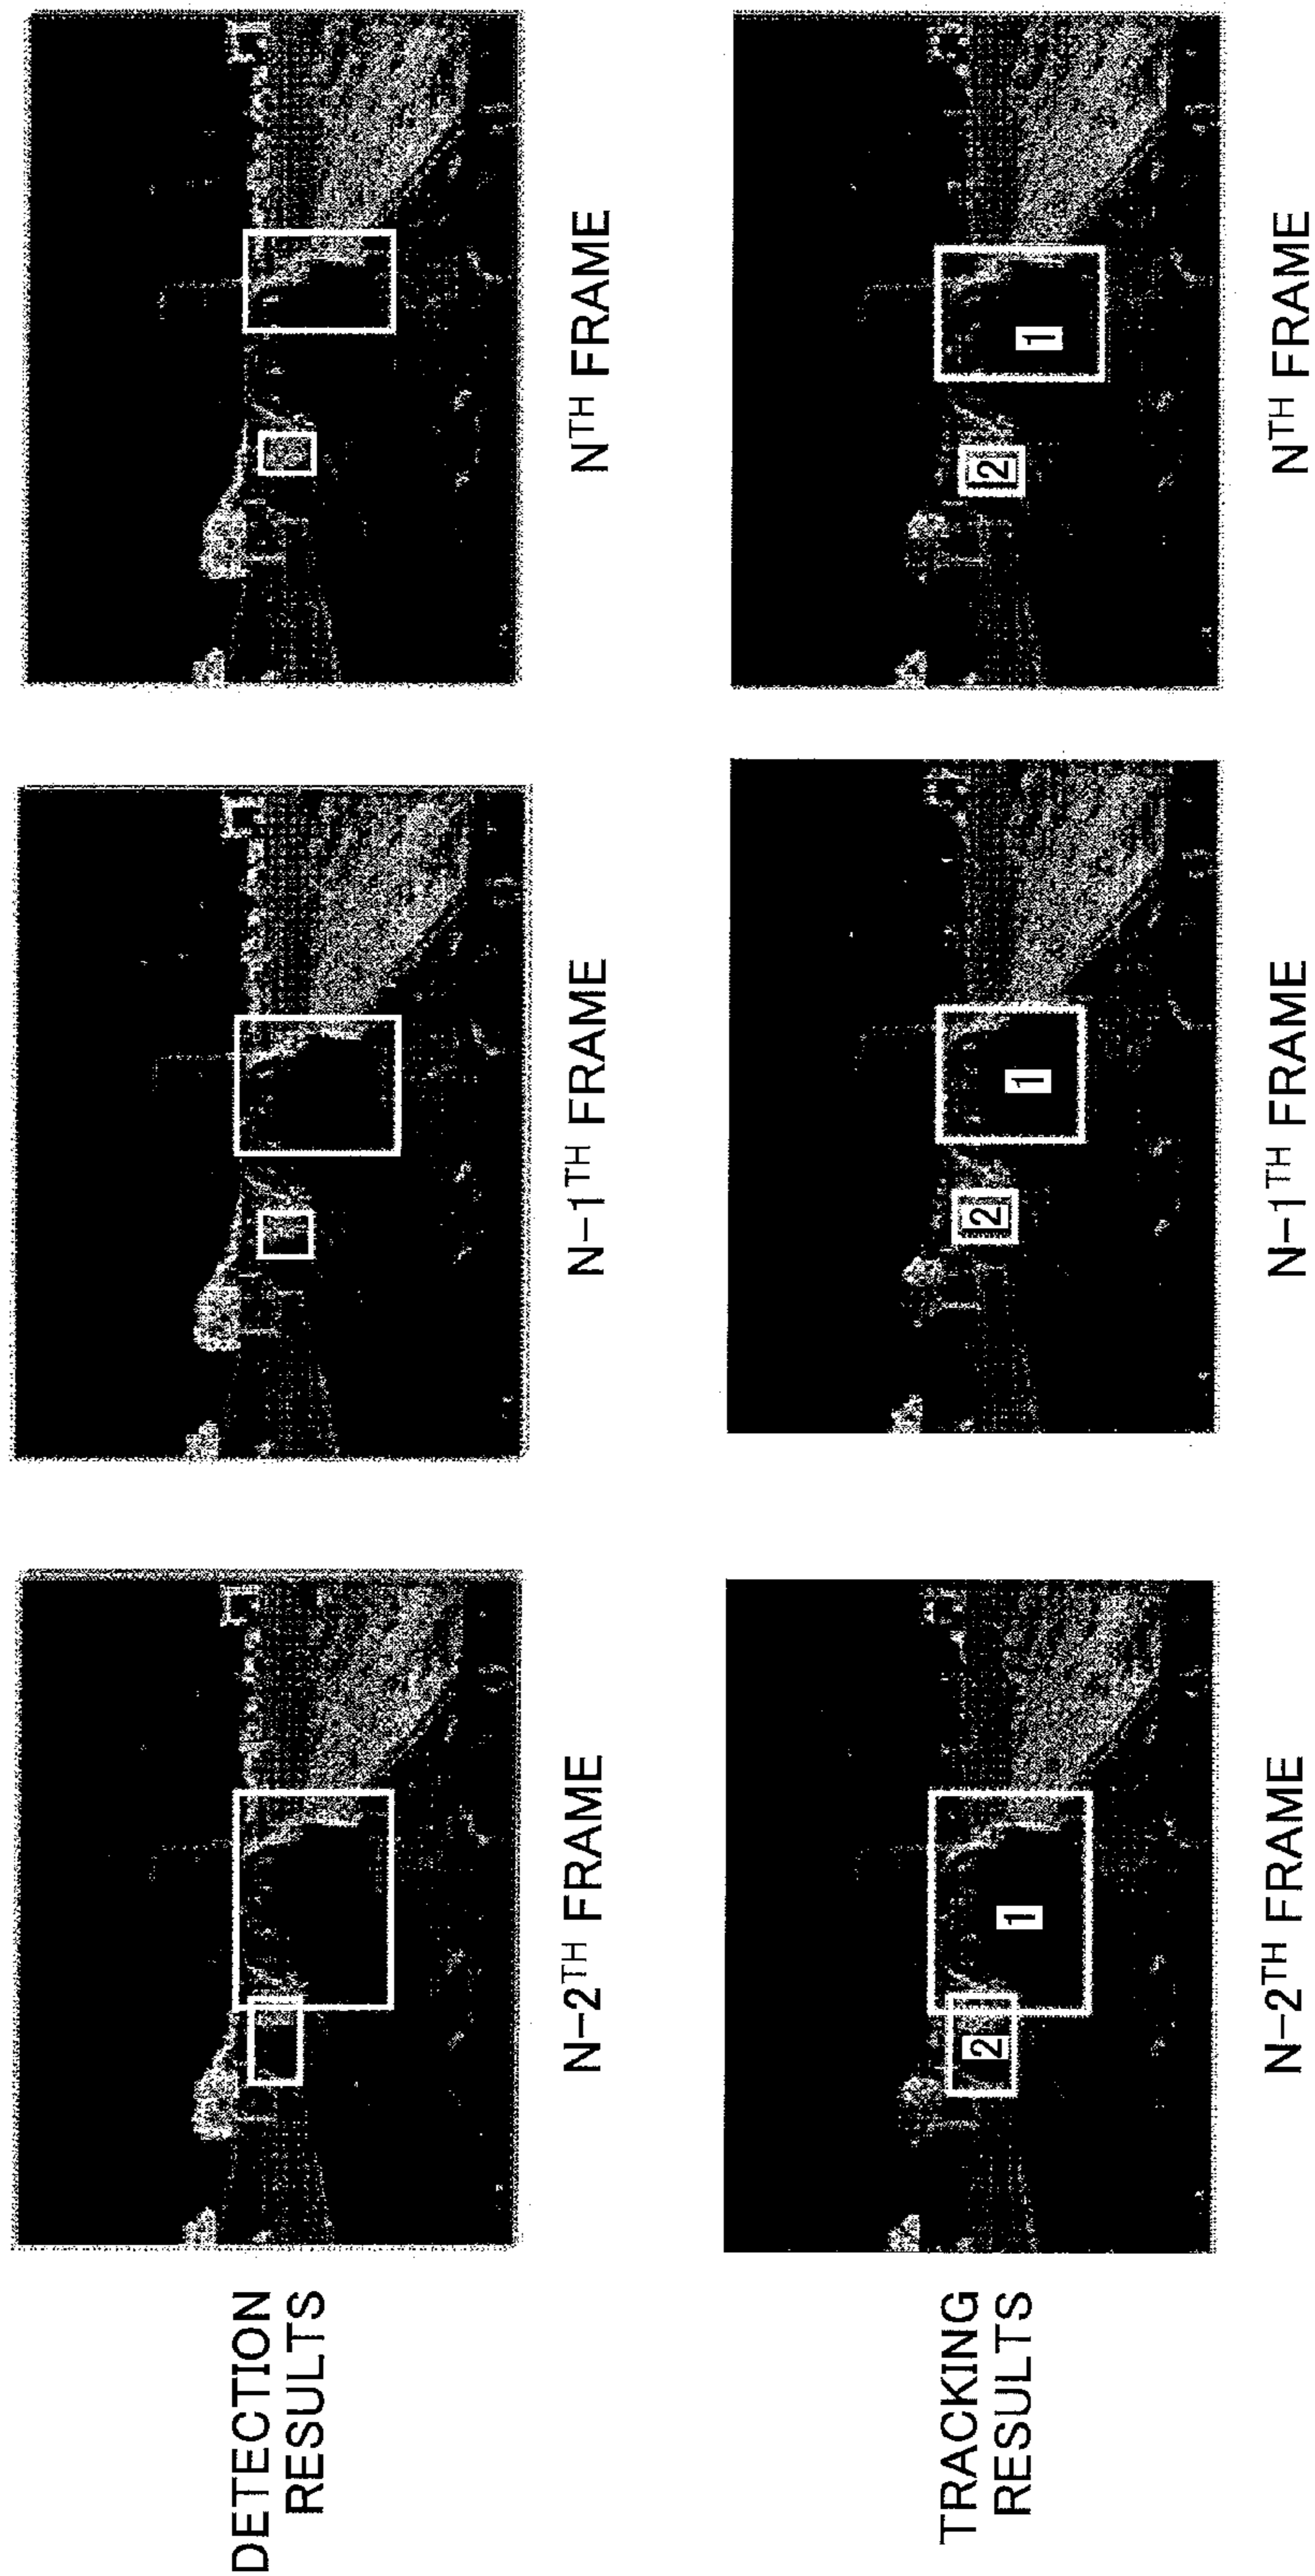 DETECTION
RESULTS
N-2TH FRAME
N-1TH FRAME
NTH FRAME
TRACKING
RESULTS
2
1
2
1
2
1
N-2TH FRAME
N-1TH FRAME
NTH FRAME